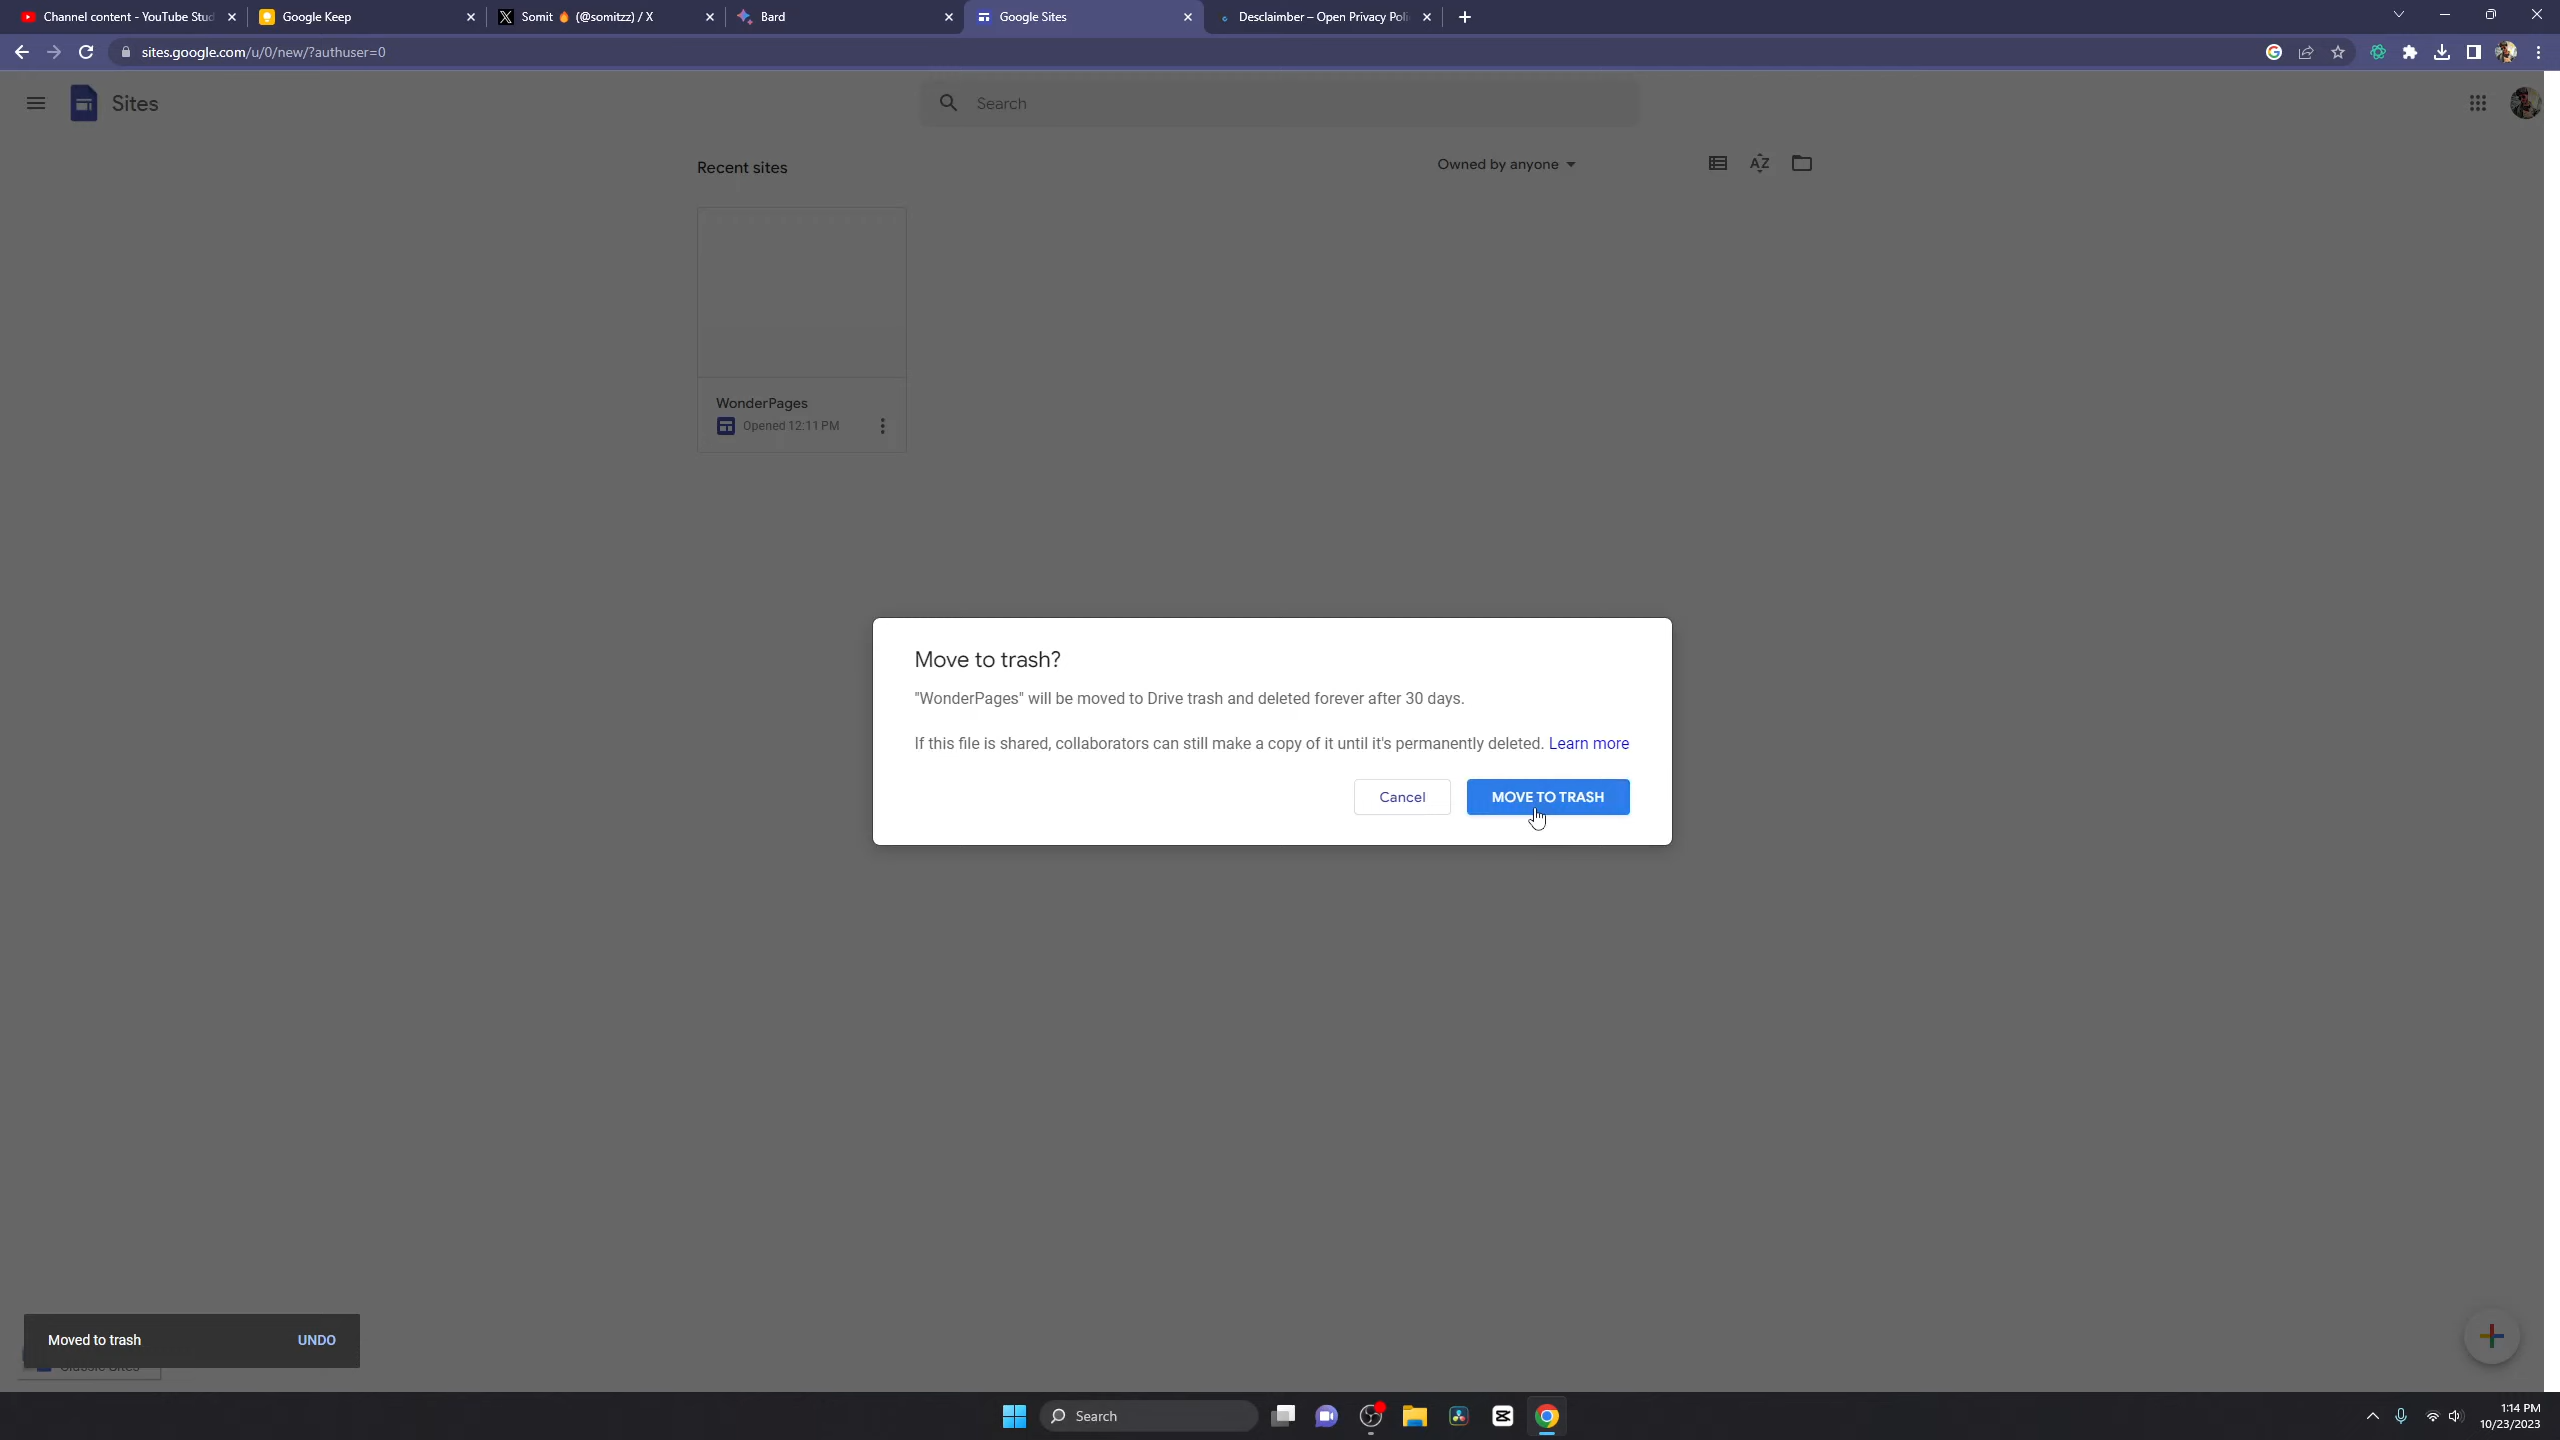 Channel content - YouTube Stud
Google Keep
Somit 🔥 (@somitzz) / X
Bard
Google Sites
Desclaimber – Open Privacy Poli
sites.google.com/u/0/new/?authuser=0
Sites
Search
Recent sites
Owned by anyone
AZ
WonderPages
Opened 12:11 PM
Move to trash?
"WonderPages" will be moved to Drive trash and deleted forever after 30 days.
If this file is shared, collaborators can still make a copy of it until it's permanently deleted. Learn more
Cancel
MOVE TO TRASH
Moved to trash
UNDO
Classic Sites
Search
1:14 PM
10/23/2023